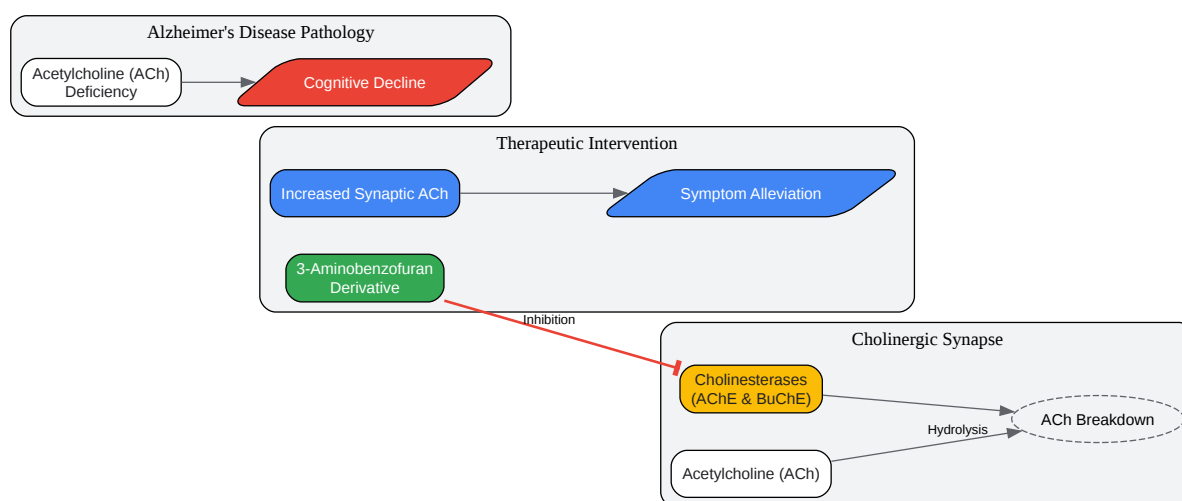 Alzheimer's Disease Pathology
Acetylcholine (ACh)
Deficiency
Cognitive Decline
Therapeutic Intervention
Increased Synaptic ACh
Symptom Alleviation
3-Aminobenzofuran
Derivative
Inhibition
Cholinergic Synapse
Cholinesterases
(AChE & BuChE)
ACh Breakdown
Hydrolysis
Acetylcholine (ACh)